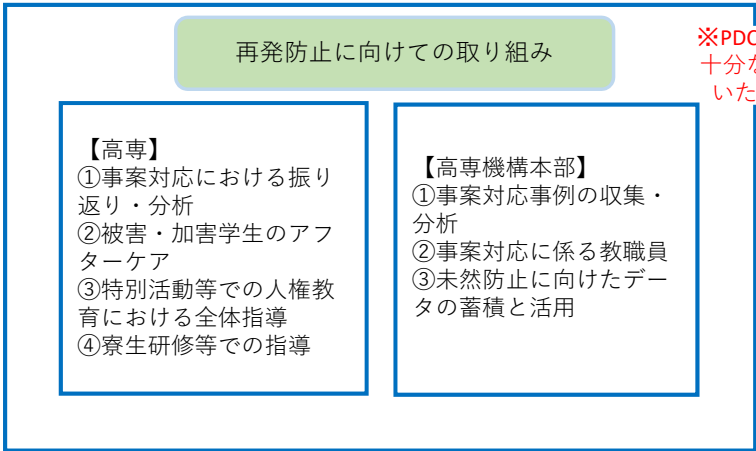 再発防止に向けての取り組み
※PDC
十分な
いた
【高専】
①事案対応における振り
返り・分析
②被害・加害学生のアフ
ターケア
③特別活動等での人権教
育における全体指導
④寮生研修等での指導
【高専機構本部】
①事案対応事例の収集・
分析
②事案対応に係る教職員
③未然防止に向けたデー
タの蓄積と活用